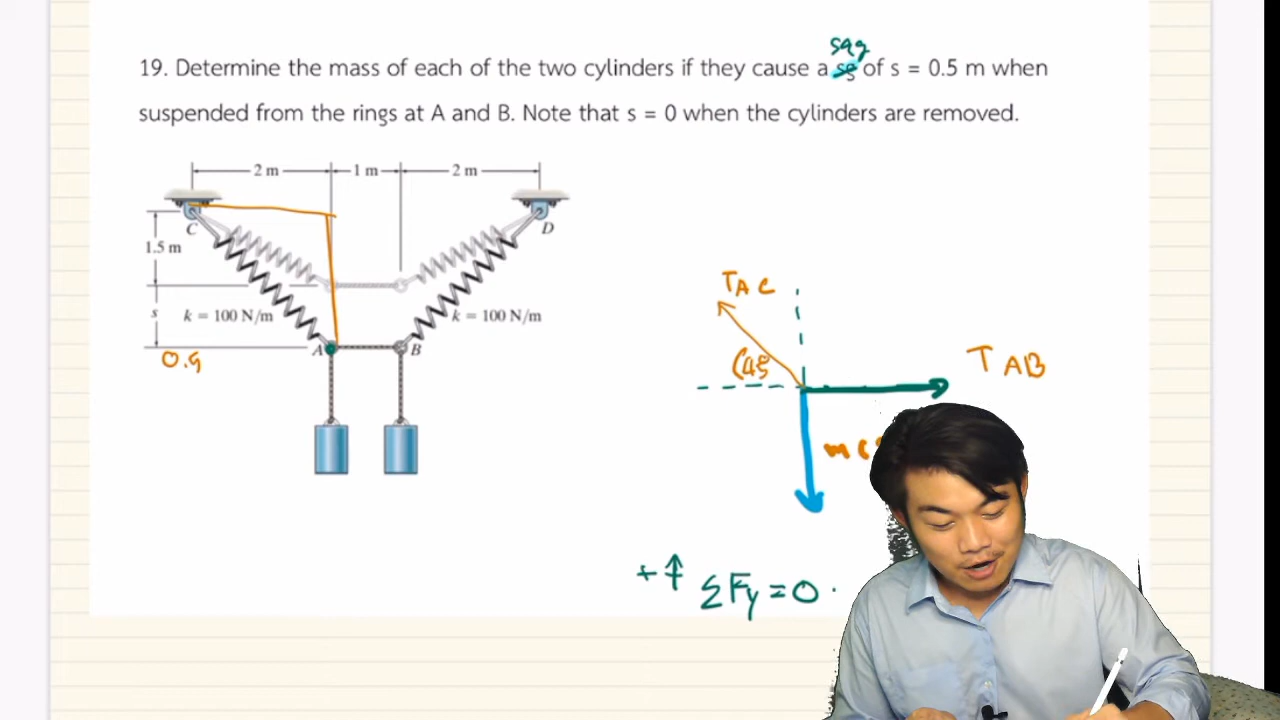 sag
19. Determine the mass of each of the two cylinders if they cause a sg of s = 0.5 m when
suspended from the rings at A and B. Note that s = 0 when the cylinders are removed.
2 m 1 m 2 m
C D
1.5 m
s k = 100 N/m k = 100 N/m
A B
0.5
TAC
45
TAB
+↑ ΣFy=0